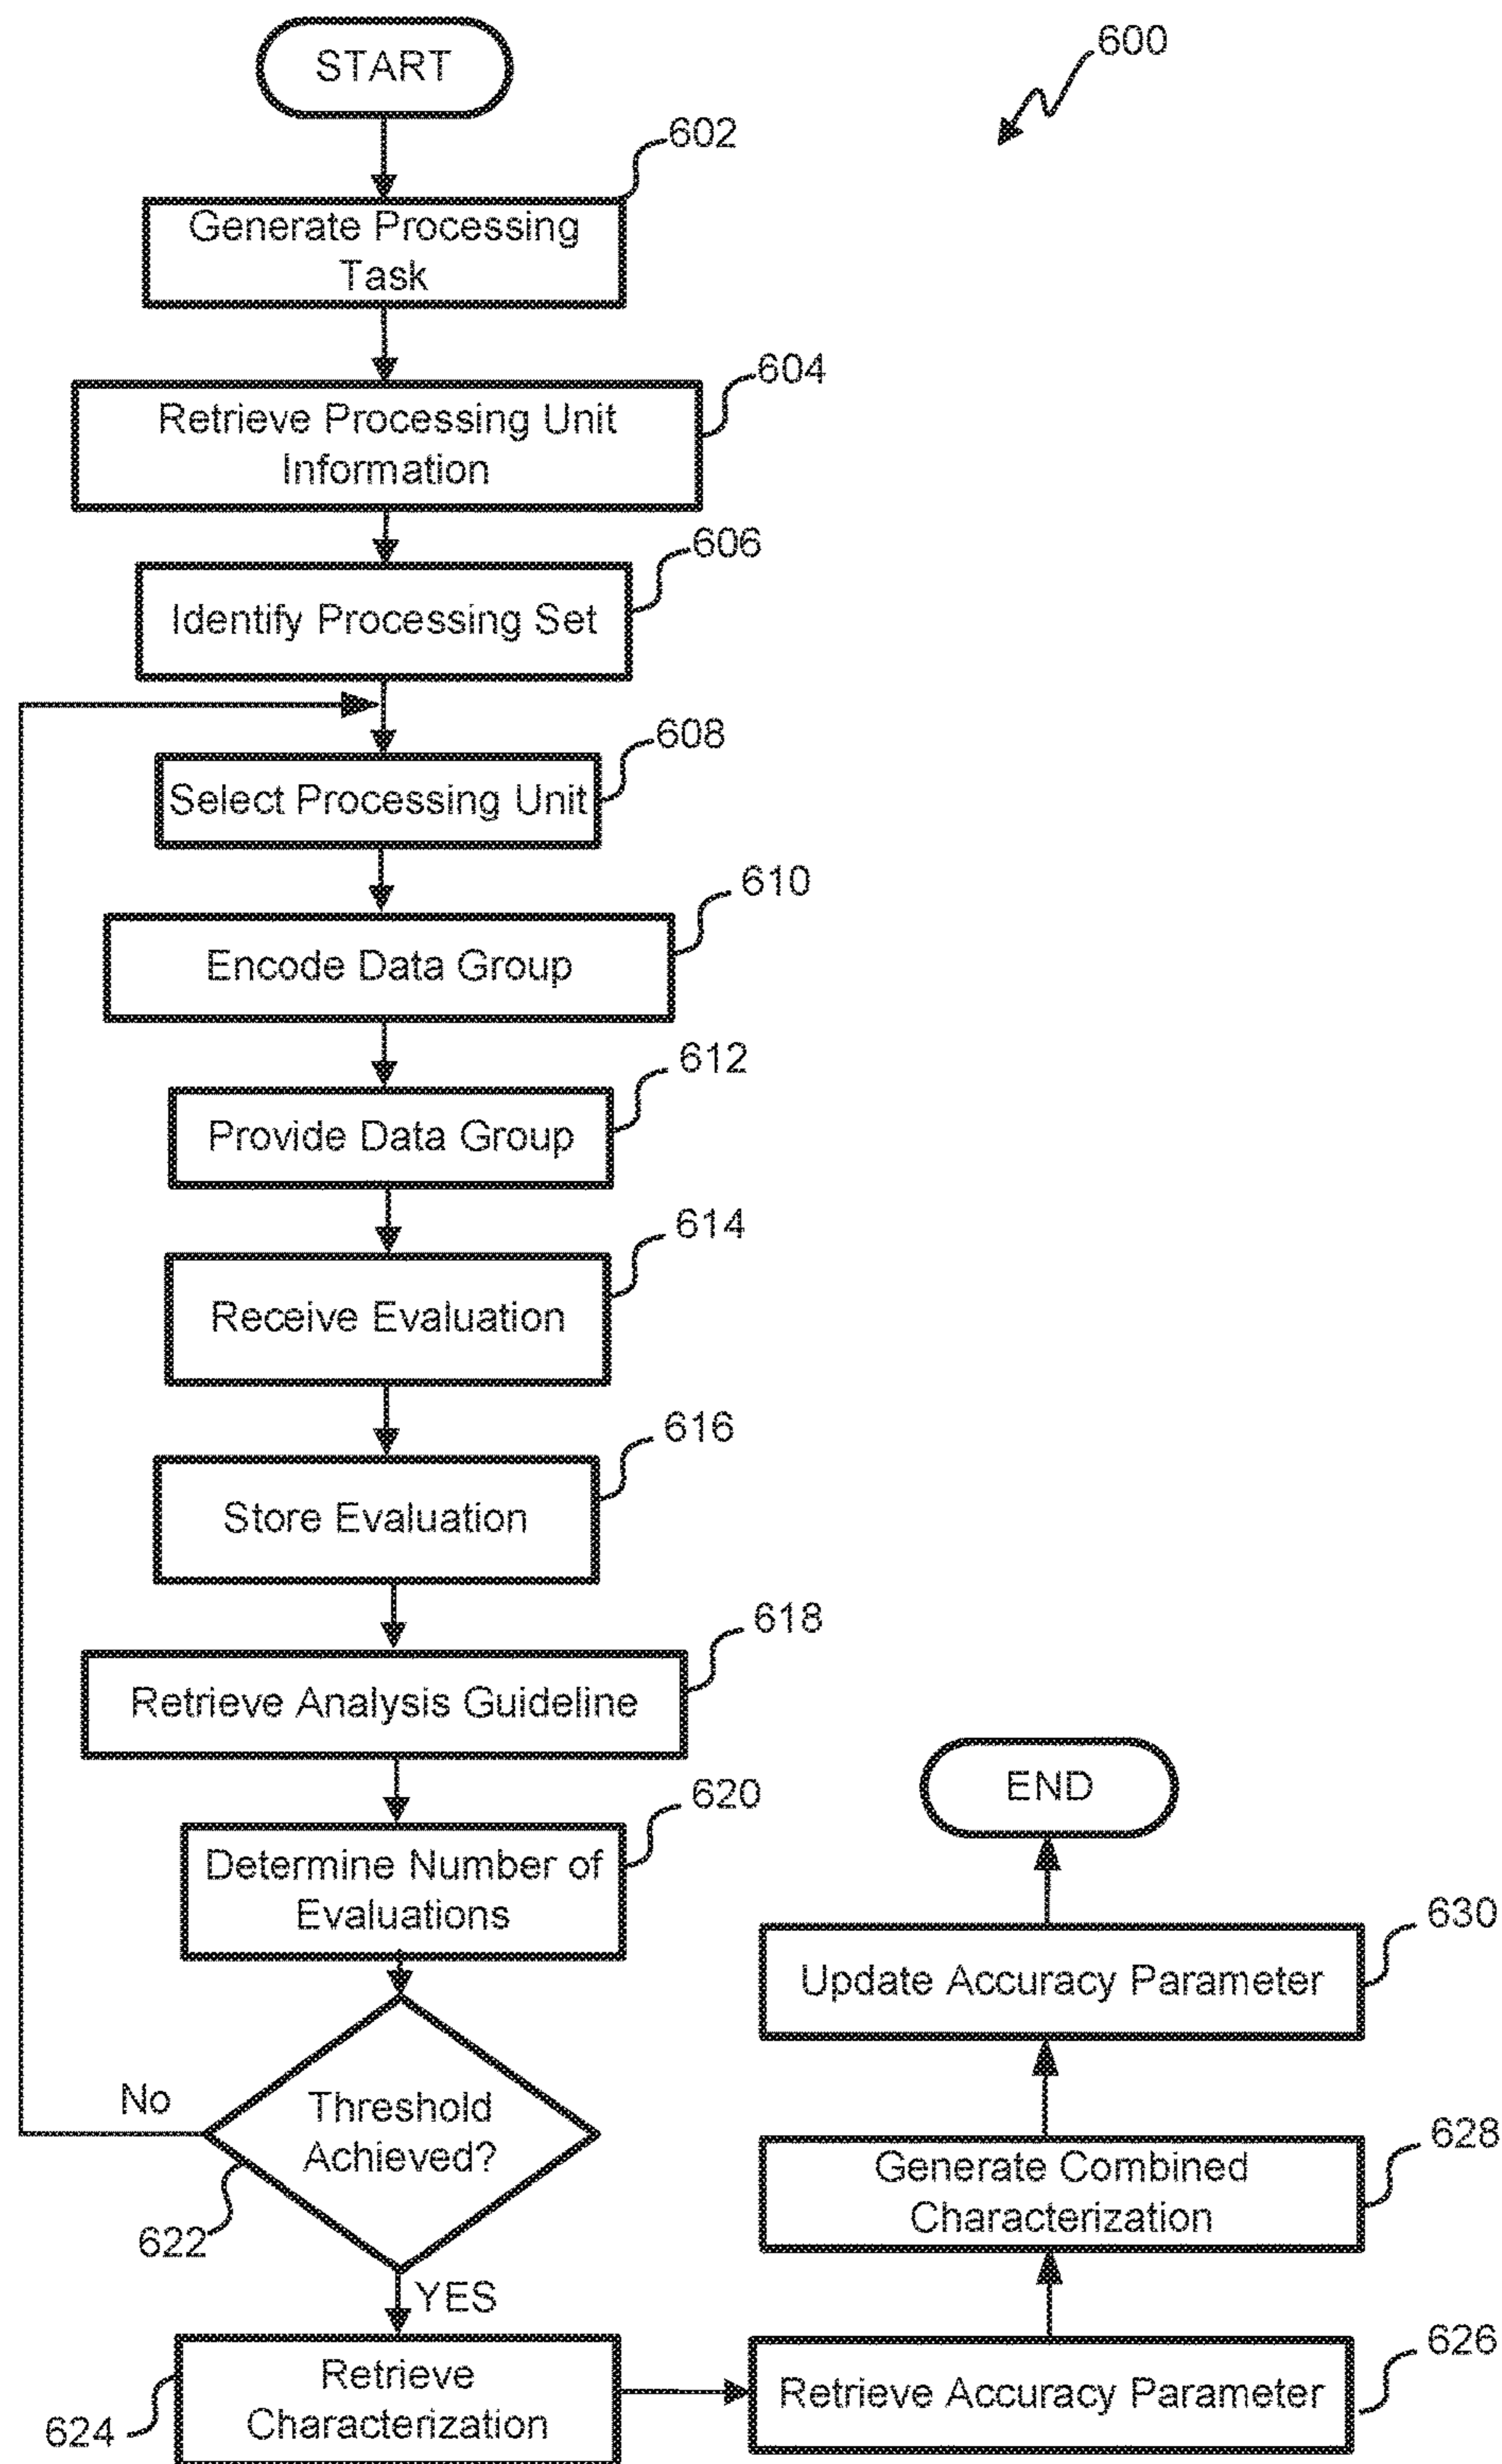 START
600
602
Generate Processing
Task
604
Retrieve Processing Unit
Information
606
Identify Processing Set
608
Select Processing Unit
610
Encode Data Group
612
Provide Data Group
614
Receive Evaluation
616
Store Evaluation
618
Retrieve Analysis Guideline
620
Determine Number of
Evaluations
No
Threshold
Achieved?
622
YES
624
Retrieve
Characterization
626
Retrieve Accuracy Parameter
628
Generate Combined
Characterization
630
Update Accuracy Parameter
END